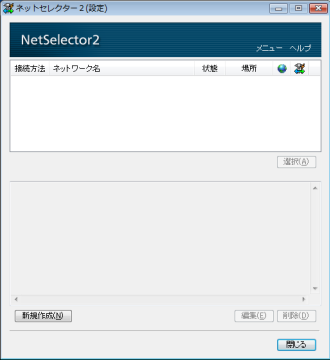 ネットセレクター2(設定)
NetSelector2
メニュー ヘルプ
接続方法 ネットワーク名 状態 場所
選択(A)
新規作成(N) 編集(E) 削除(D)
閉じる